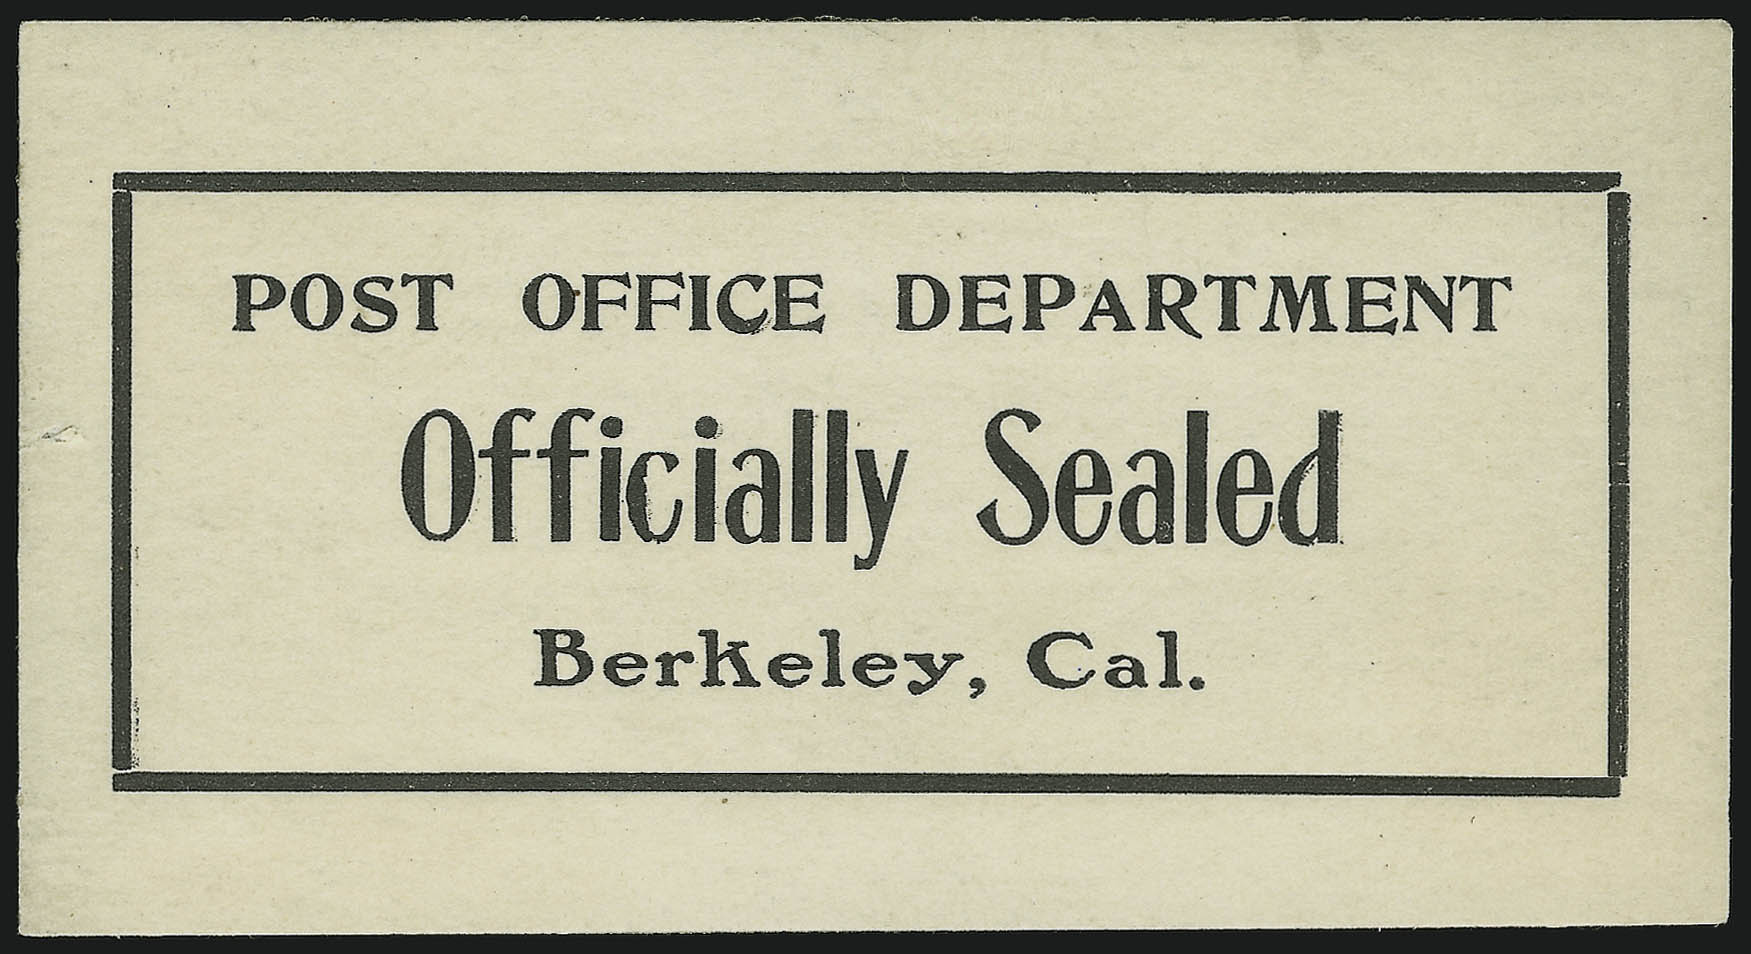 POST OFFICE DEPARTMENT
Officially Sealed
Berkeley, Cal.